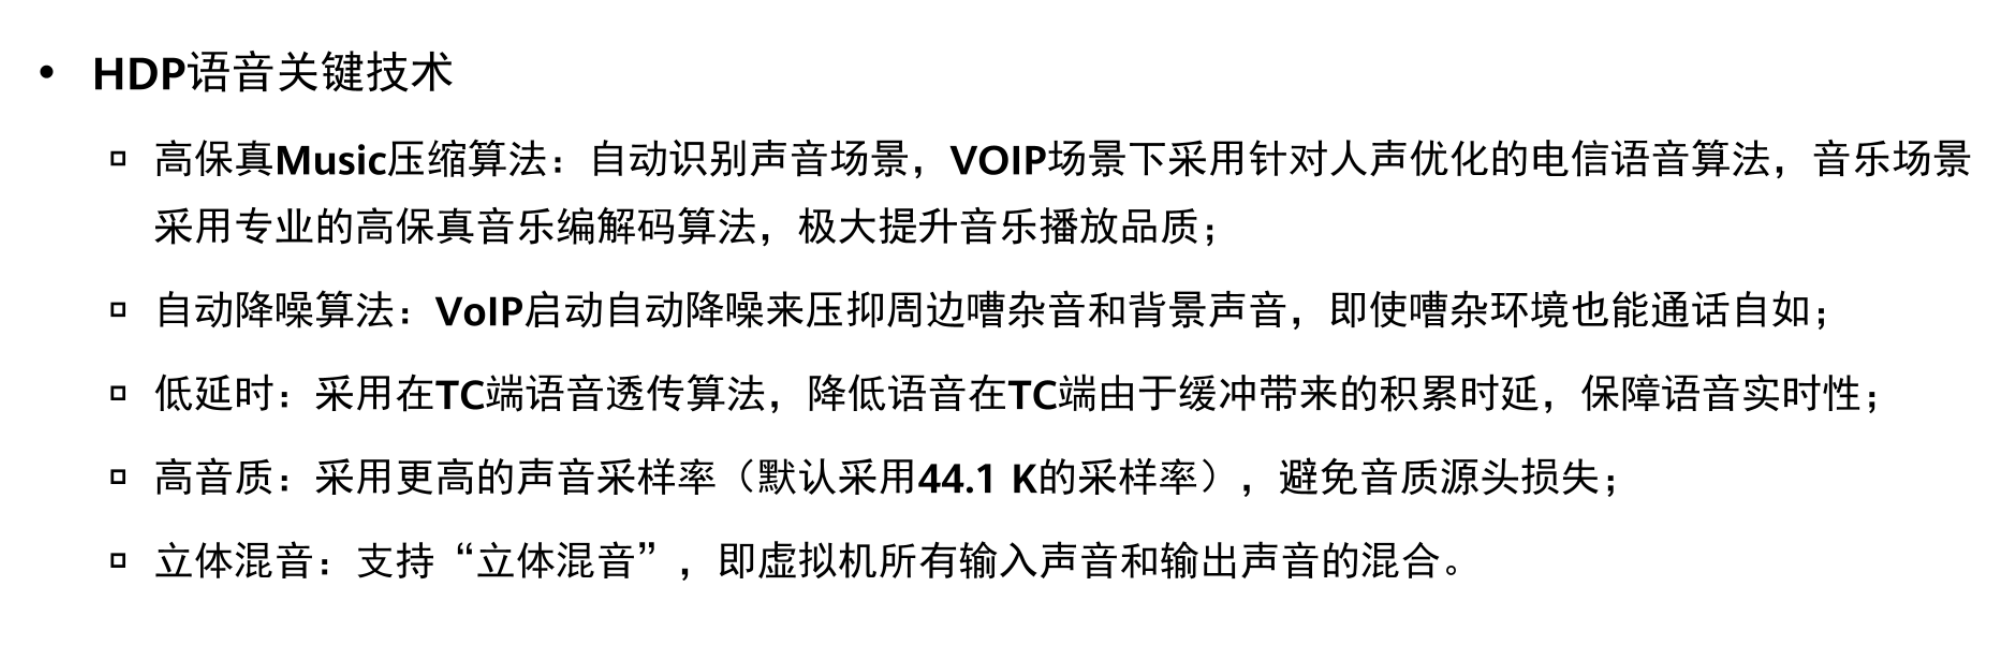 • HDP语音关键技术
▫ 高保真Music压缩算法：自动识别声音场景，VOIP场景下采用针对人声优化的电信语音算法，音乐场景
采用专业的高保真音乐编解码算法，极大提升音乐播放品质；
▫ 自动降噪算法：VoIP启动自动降噪来压抑周边嘈杂音和背景声音，即使嘈杂环境也能通话自如；
▫ 低延时：采用在TC端语音透传算法，降低语音在TC端由于缓冲带来的积累时延，保障语音实时性；
▫ 高音质：采用更高的声音采样率（默认采用44.1 K的采样率），避免音质源头损失；
▫ 立体混音：支持“立体混音”，即虚拟机所有输入声音和输出声音的混合。